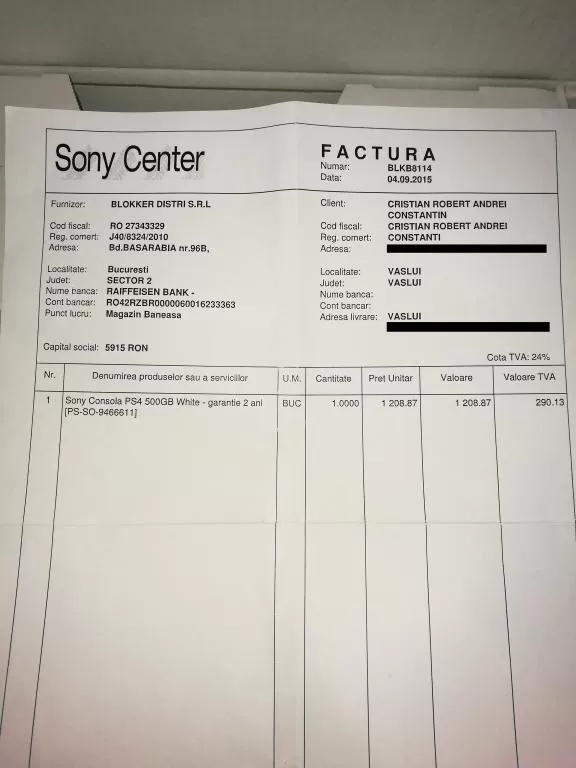 Sony Center
FACTURA
Numar: BLKB8114
Data: 04.09.2015
Furnizor: BLOKKER DISTRI S.R.L
Cod fiscal: RO 27343329
Reg. comert: J40/8324/2010
Adresa: Bd.BASARABIA nr.96B,
Localitate: Bucuresti
Judet: SECTOR 2
Nume banca: RAIFFEISEN BANK -
Cont bancar: RO42RZBR0000060016233363
Punct lucru: Magazin Baneasa
Capital social: 5915 RON
Client: CRISTIAN ROBERT ANDREI
CONSTANTIN
Cod fiscal: CRISTIAN ROBERT ANDREI
Reg. comert: CONSTANTI
Adresa:
Localitate: VASLUI
Judet: VASLUI
Nume banca:
Cont bancar:
Adresa livrare: VASLUI
Cota TVA: 24%
Nr. Denumirea produselor sau a serviciilor U.M. Cantitate Pret Unitar Valoare Valoare TVA
1 Sony Consola PS4 500GB White - garantie 2 ani BUC 1.0000 1 208.87 1 208.87 290.13
[PS-SO-9466611]